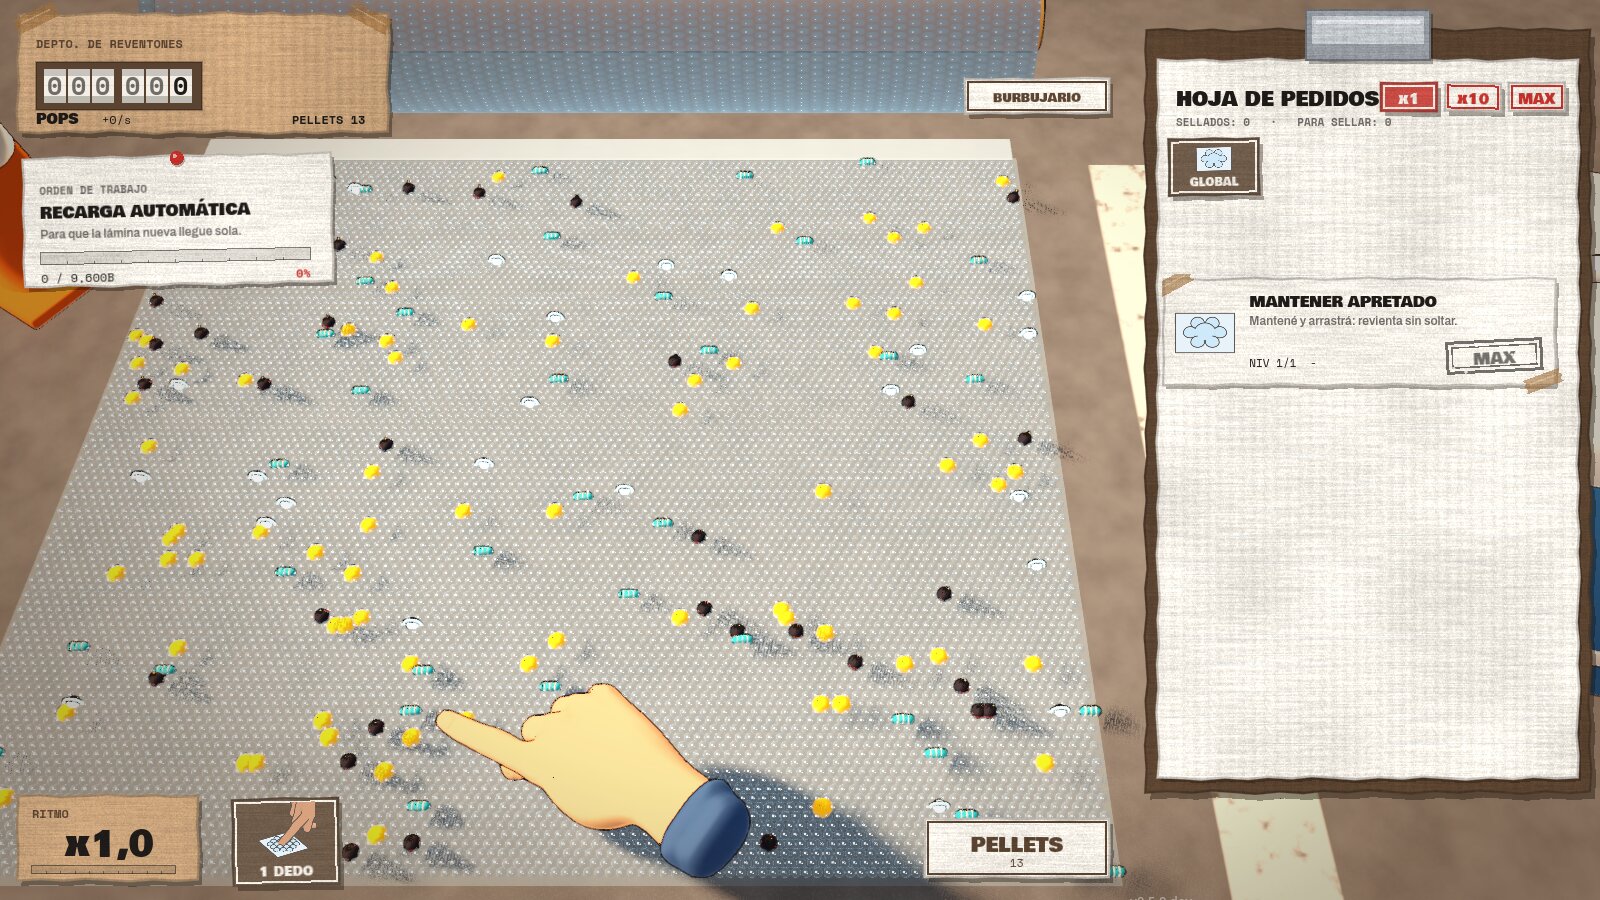 DEPTO. DE REVENTONES
000 000
POPS +0/s PELLETS 13
ORDEN DE TRABAJO
RECARGA AUTOMÁTICA
Para que la lámina nueva llegue sola.
0 / 9.600B 0%
BURBUJARIO
HOJA DE PEDIDOS x1 x10 MAX
SELLADOS: 0 · PARA SELLAR: 0
GLOBAL
MANTENER APRETADO
Mantené y arrastrá: revienta sin soltar.
NIV 1/1 - MAX
RITMO
x1,0
1 DEDO
PELLETS
13